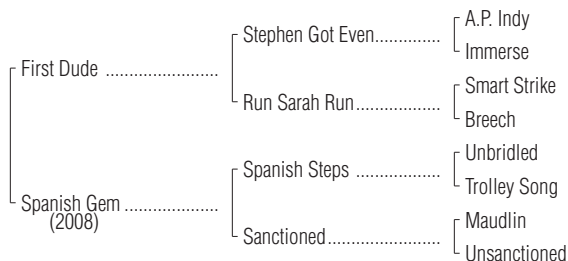 A.P. Indy
Stephen Got Even..............
Immerse
First Dude ........................
Smart Strike
Run Sarah Run..................
Breech
Unbridled
Spanish Steps ..................
Trolley Song
Spanish Gem ....................
(2008)
Maudlin
Sanctioned........................
Unsanctioned